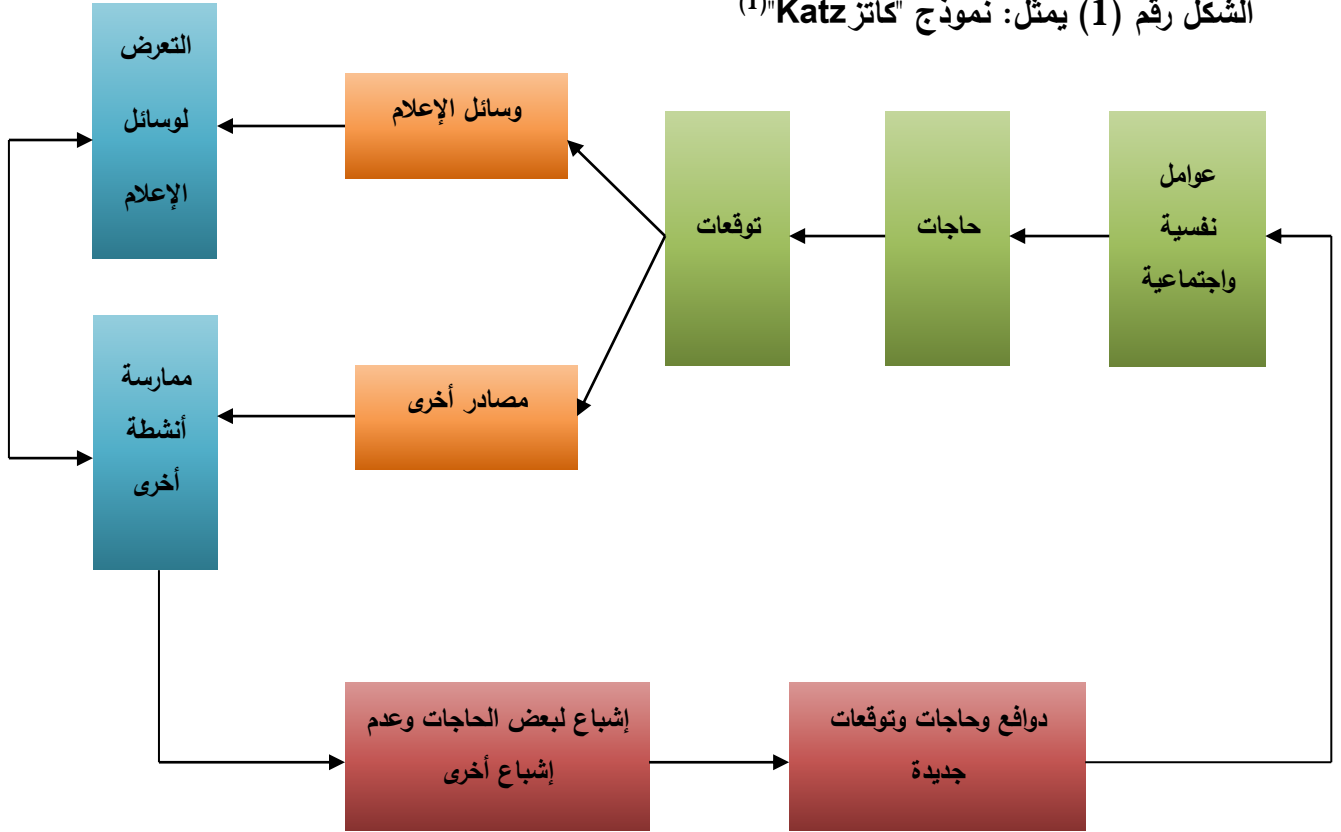 الشكل رقم (1) يمثل: نموذج "كاتزKatz"(1)
عوامل
نفسية
واجتماعية
حاجات
توقعات
وسائل الإعلام
مصادر أخرى
التعرض
لوسائل
الإعلام
ممارسة
أنشطة
أخرى
إشباع لبعض الحاجات وعدم
إشباع أخرى
دوافع وحاجات وتوقعات
جديدة